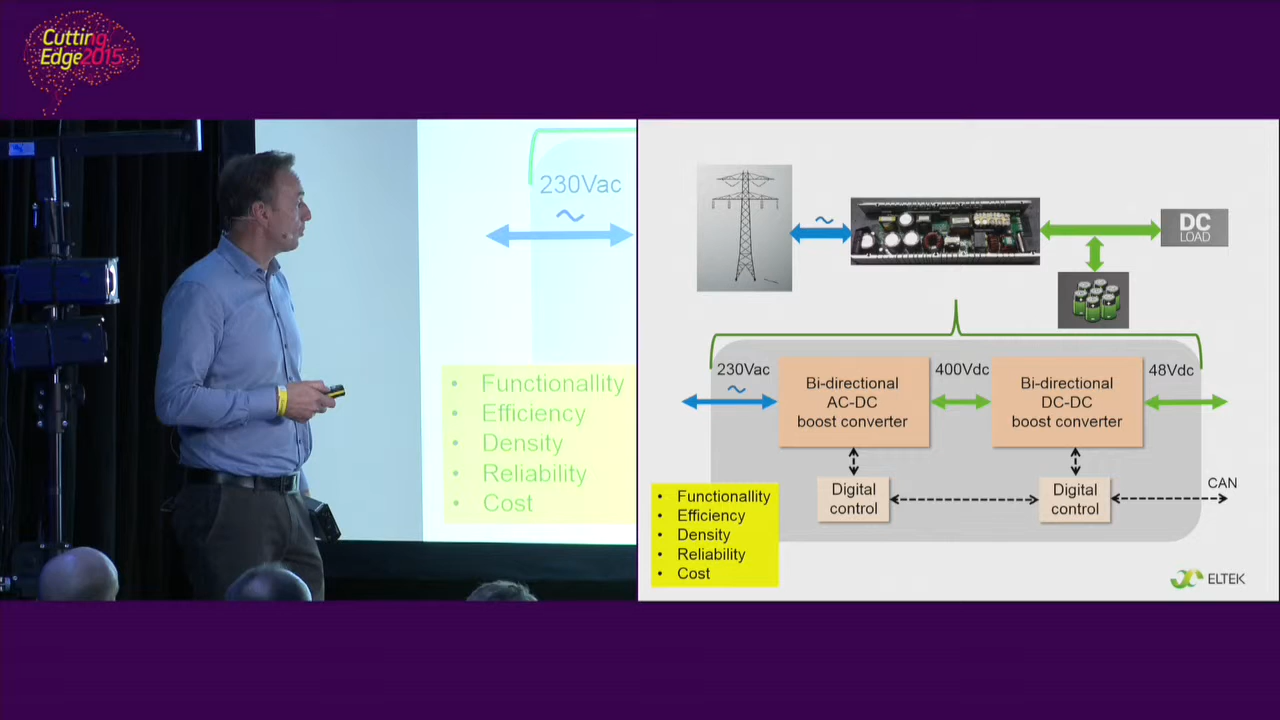 Cutting
Edge2015
230Vac
• Functionallity
• Efficiency
• Density
• Reliability
• Cost
DC
LOAD
230Vac
400Vdc
48Vdc
Bi-directional
AC-DC
boost converter
Bi-directional
DC-DC
boost converter
Digital
control
Digital
control
CAN
• Functionallity
• Efficiency
• Density
• Reliability
• Cost
ELTEK